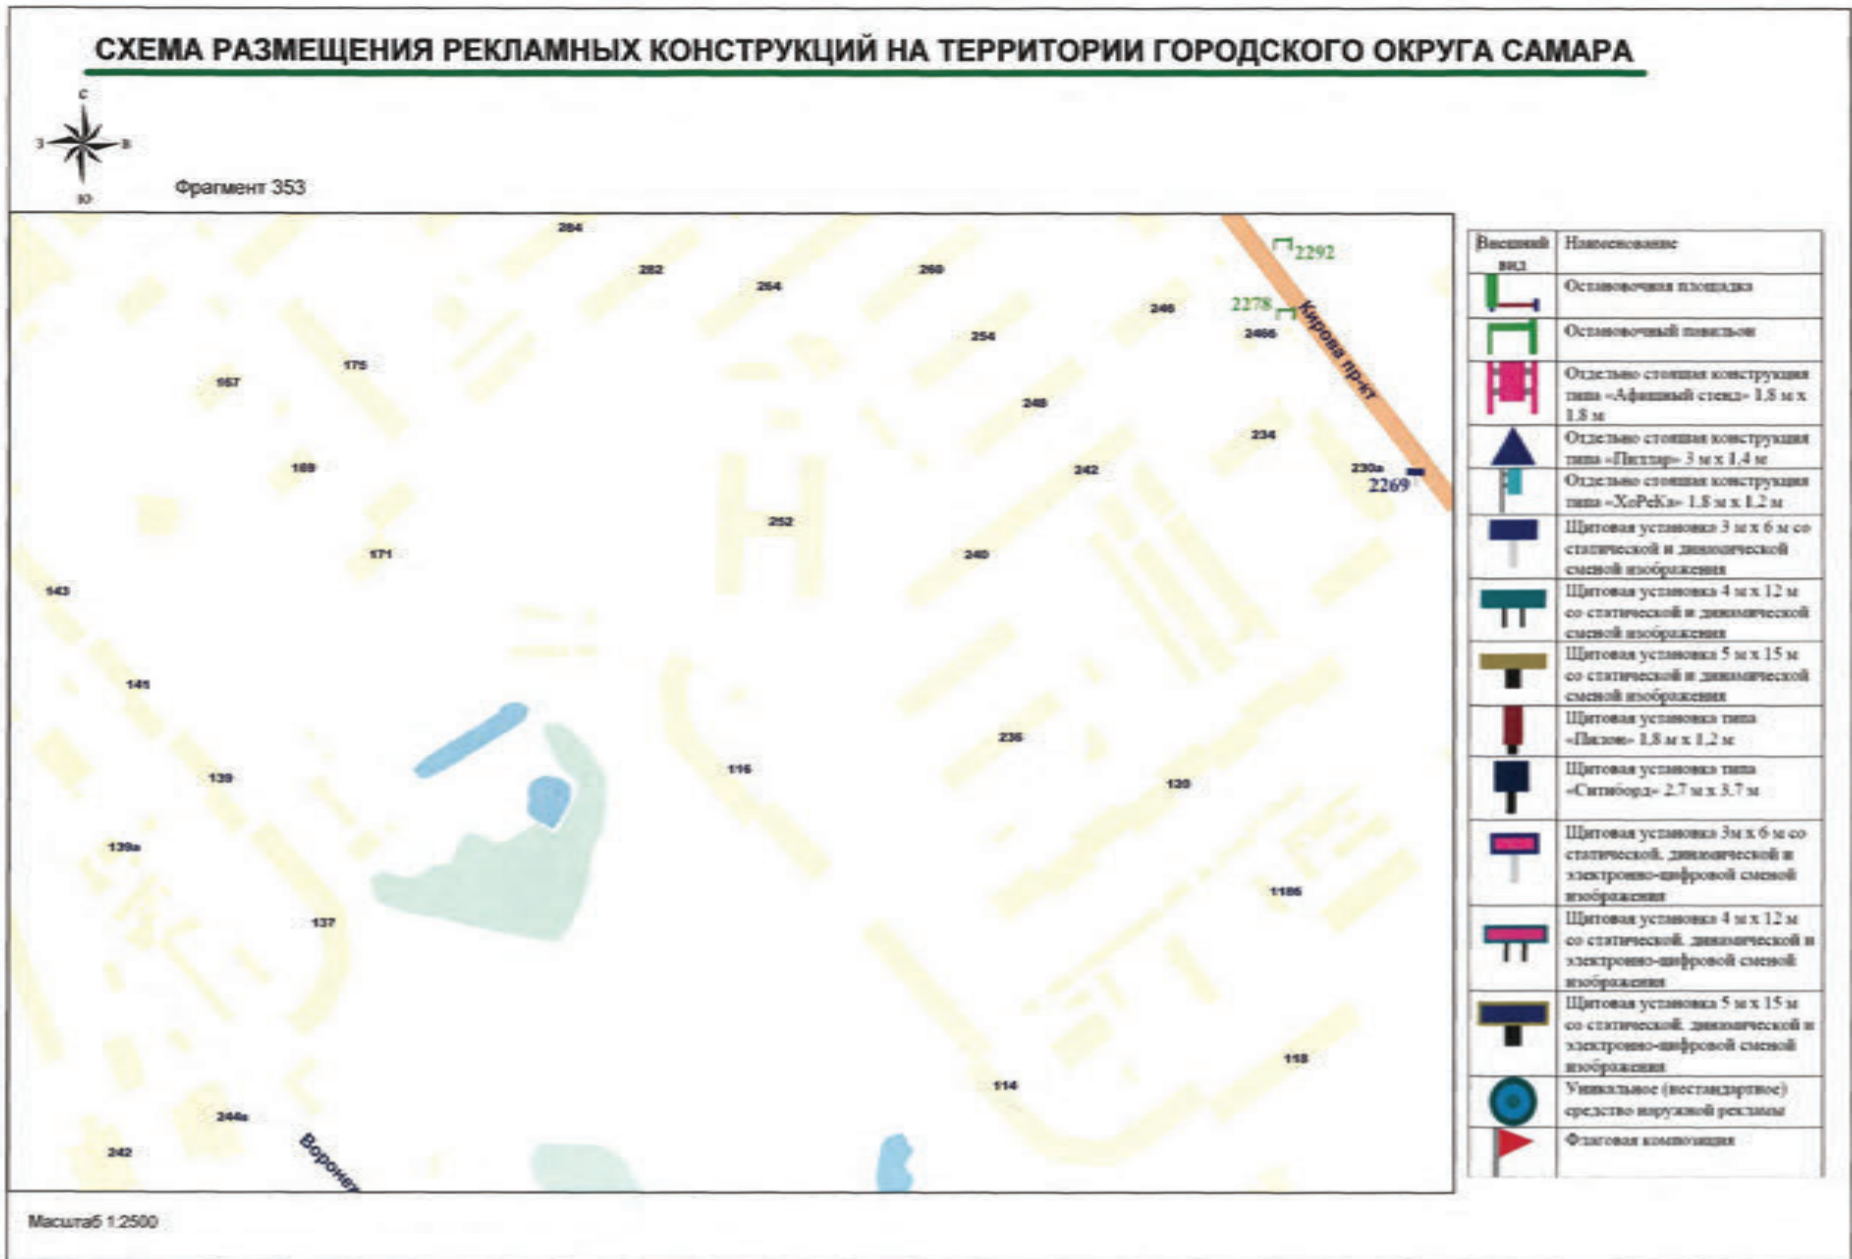 СХЕМА РАЗМЕЩЕНИЯ РЕКЛАМНЫХ КОНСТРУКЦИЙ НА ТЕРРИТОРИИ ГОРОДСКОГО ОКРУГА САМАРА
С
З В
Ю
Фрагмент 353
284
282
264
260
246
2292
2278
246б
Кирова пр-кт
254
175
167
248
234
242
230а
2269
169
252
240
171
143
141
236
116
139
120
139а
118б
137
118
114
244а
242
Воронеж
Внешний вид
Наименование
Остановочная площадка
Остановочный павильон
Отдельно стоящая конструкция
типа «Афишный стенд» 1,8 м х
1,8 м
Отдельно стоящая конструкция
типа «Пиллар» 3 м х 1,4 м
Отдельно стоящая конструкция
типа «ХоРеКа» 1,8 м х 1,2 м
Щитовая установка 3 м х 6 м со
статической и динамической
сменой изображения
Щитовая установка 4 м х 12 м
со статической и динамической
сменой изображения
Щитовая установка 5 м х 15 м
со статической и динамической
сменой изображения
Щитовая установка типа
«Пилон» 1,8 м х 1,2 м
Щитовая установка типа
«Ситиборд» 2,7 м х 3,7 м
Щитовая установка 3м х 6 м со
статической, динамической и
электронно-цифровой сменой
изображения
Щитовая установка 4 м х 12 м
со статической, динамической и
электронно-цифровой сменой
изображения
Щитовая установка 5 м х 15 м
со статической, динамической и
электронно-цифровой сменой
изображения
Уникальное (нестандартное)
средство наружной рекламы
Флаговая композиция
Масштаб 1:2500